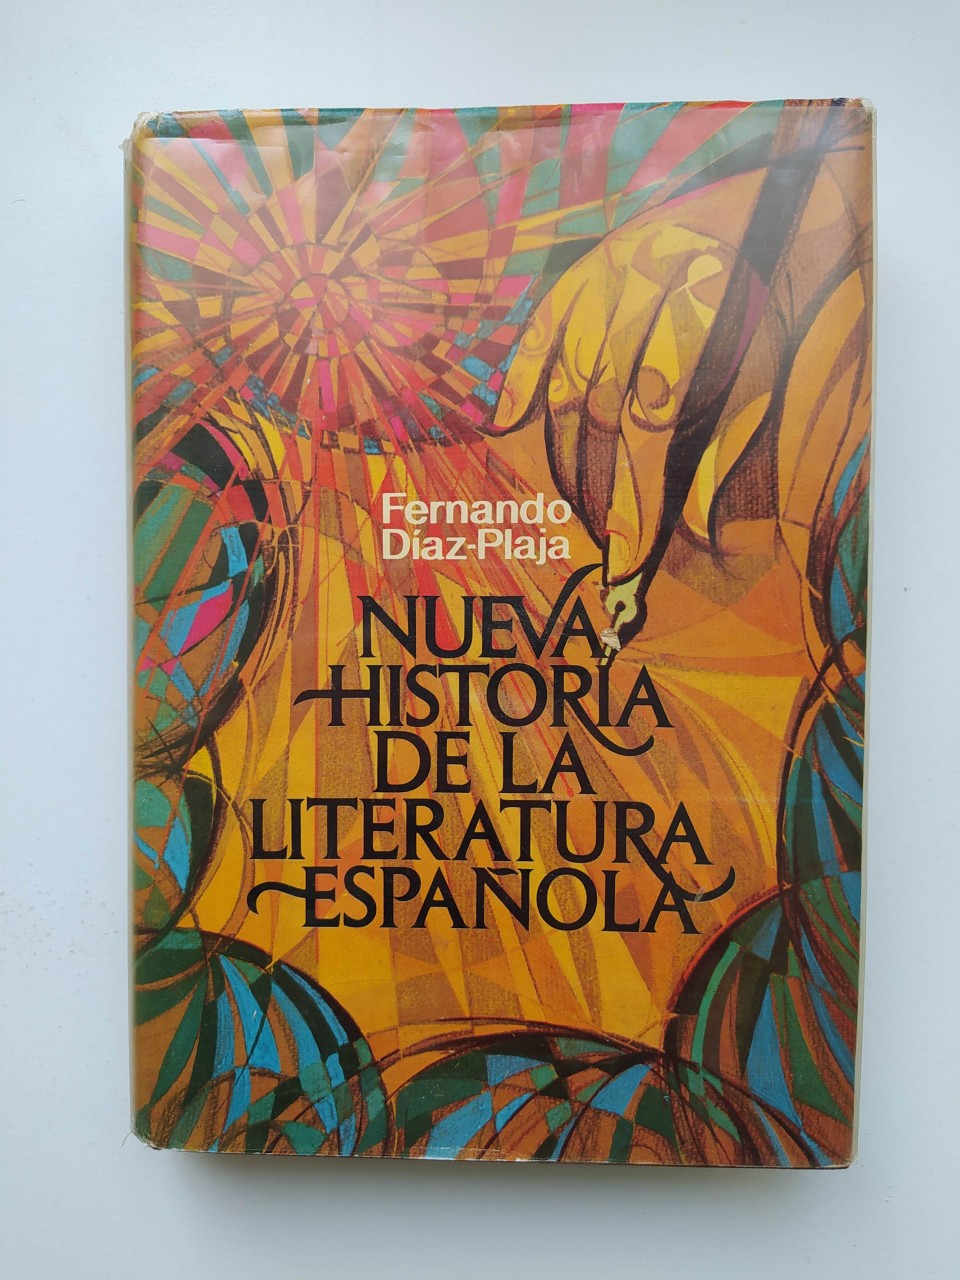 Fernando
Díaz-Plaja
NUEVA
HISTORIA
DE LA
LITERATURA
ESPAÑOLA